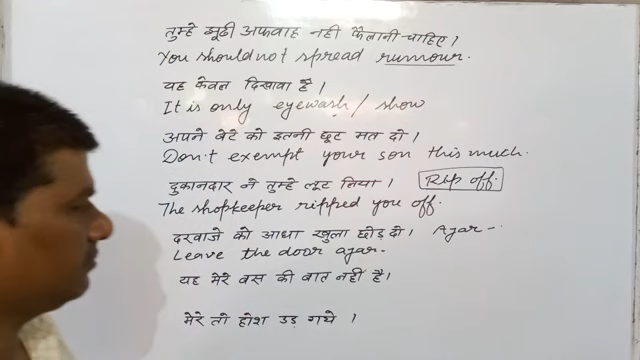 तुम्हे झूठी अफवाह नही फैलानी चाहिए।
You should not spread rumour.
यह केवल दिखावा है।
It is only eyewash / show
अपने बेटे को इतनी छूट मत दो।
Don't exempt your son this much.
दुकानदार ने तुम्हे लूट लिया। Rip off.
The shopkeeper ripped you off.
दरवाजे को आधा खुला छोड़ दो। Ajar -
Leave the door ajar.
यह मेरे बस की बात नहीं है।
मेरे तो होश उड़ गये ।